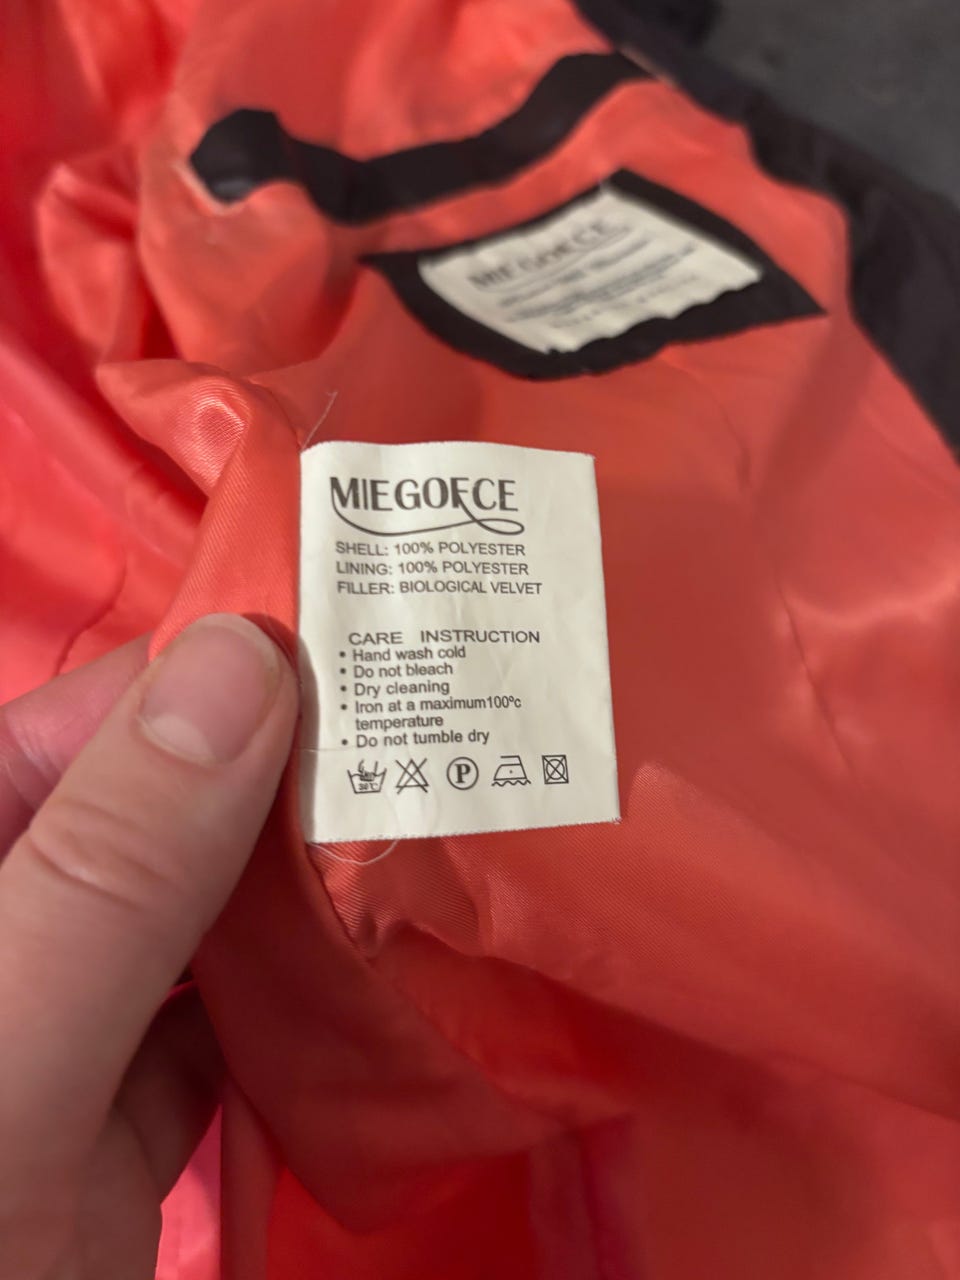 MIEGOFCE
MIEGOFCE
SHELL: 100% POLYESTER
LINING: 100% POLYESTER
FILLER: BIOLOGICAL VELVET
CARE INSTRUCTION
• Hand wash cold
• Do not bleach
• Dry cleaning
• Iron at a maximum100ºc
temperature
• Do not tumble dry
30℃ P